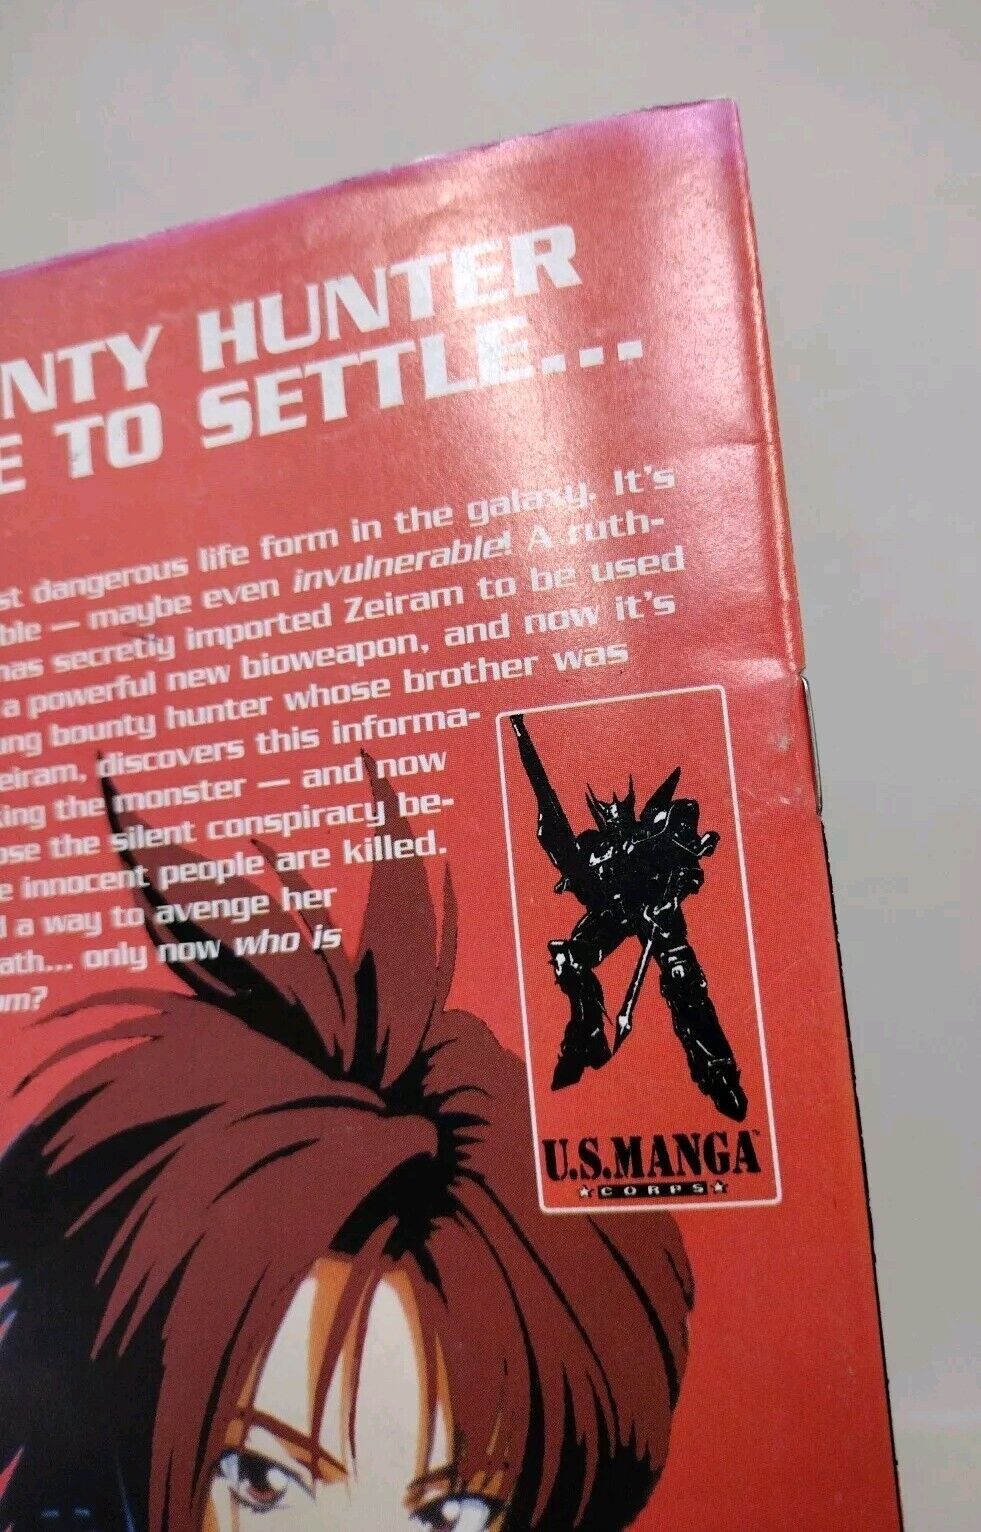 NTY HUNTER
E TO SETTLE...
st dangerous life form in the galaxy. It's
ble — maybe even invulnerable! A ruth-
has secretly imported Zeiram to be used
a powerful new bioweapon, and now it's
ung bounty hunter whose brother was
eiram, discovers this informa-
king the monster — and now
ose the silent conspiracy be-
e innocent people are killed.
d a way to avenge her
ath... only now who is
om?
U.S.MANGA™
CORPS